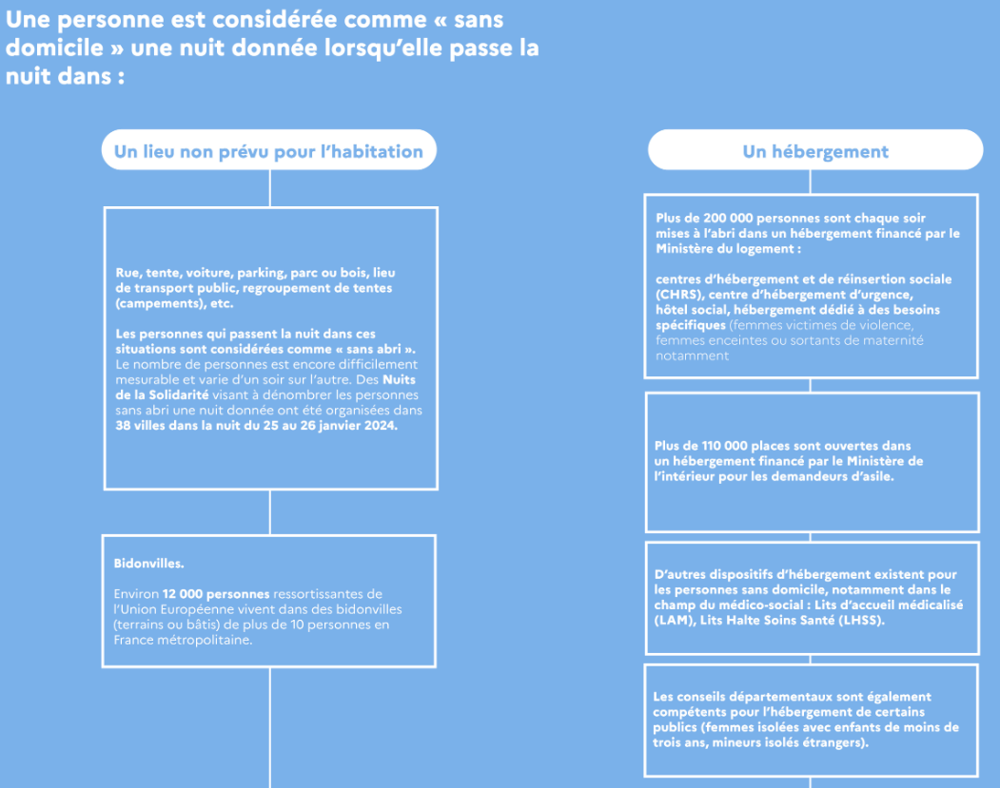 Une personne est considérée comme « sans
domicile » une nuit donnée lorsqu'elle passe la
nuit dans :
Un lieu non prévu pour l'habitation
Rue, tente, voiture, parking, parc ou bois, lieu
de transport public, regroupement de tentes
(campements), etc.
Les personnes qui passent la nuit dans ces
situations sont considérées comme « sans abri ».
Le nombre de personnes est encore difficilement
mesurable et varie d'un soir sur l'autre. Des Nuits
de la Solidarité visant à dénombrer les personnes
sans abri une nuit donnée ont été organisées dans
38 villes dans la nuit du 25 au 26 janvier 2024.
Bidonvilles.
Environ 12 000 personnes ressortissantes de
l'Union Européenne vivent dans des bidonvilles
(terrains ou bâtis) de plus de 10 personnes en
France métropolitaine.
Un hébergement
Plus de 200 000 personnes sont chaque soir
mises à l'abri dans un hébergement financé par le
Ministère du logement :
centres d'hébergement et de réinsertion sociale
(CHRS), centre d'hébergement d'urgence,
hôtel social, hébergement dédié à des besoins
spécifiques (femmes victimes de violence,
femmes enceintes ou sortants de maternité
notamment
Plus de 110 000 places sont ouvertes dans
un hébergement financé par le Ministère de
l'intérieur pour les demandeurs d'asile.
D'autres dispositifs d'hébergement existent pour
les personnes sans domicile, notamment dans le
champ du médico-social : Lits d'accueil médicalisé
(LAM), Lits Halte Soins Santé (LHSS).
Les conseils départementaux sont également
compétents pour l'hébergement de certains
publics (femmes isolées avec enfants de moins de
trois ans, mineurs isolés étrangers).